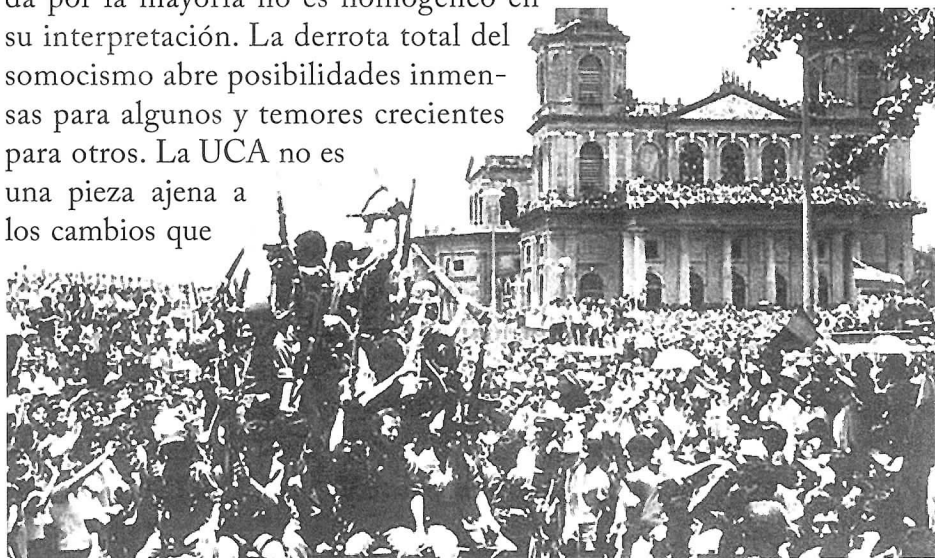 da por la mayoría no es homogéneo en
su interpretación. La derrota total del
somocismo abre posibilidades inmen-
sas para algunos y temores crecientes
para otros. La UCA no es
una pieza ajena a
los cambios que